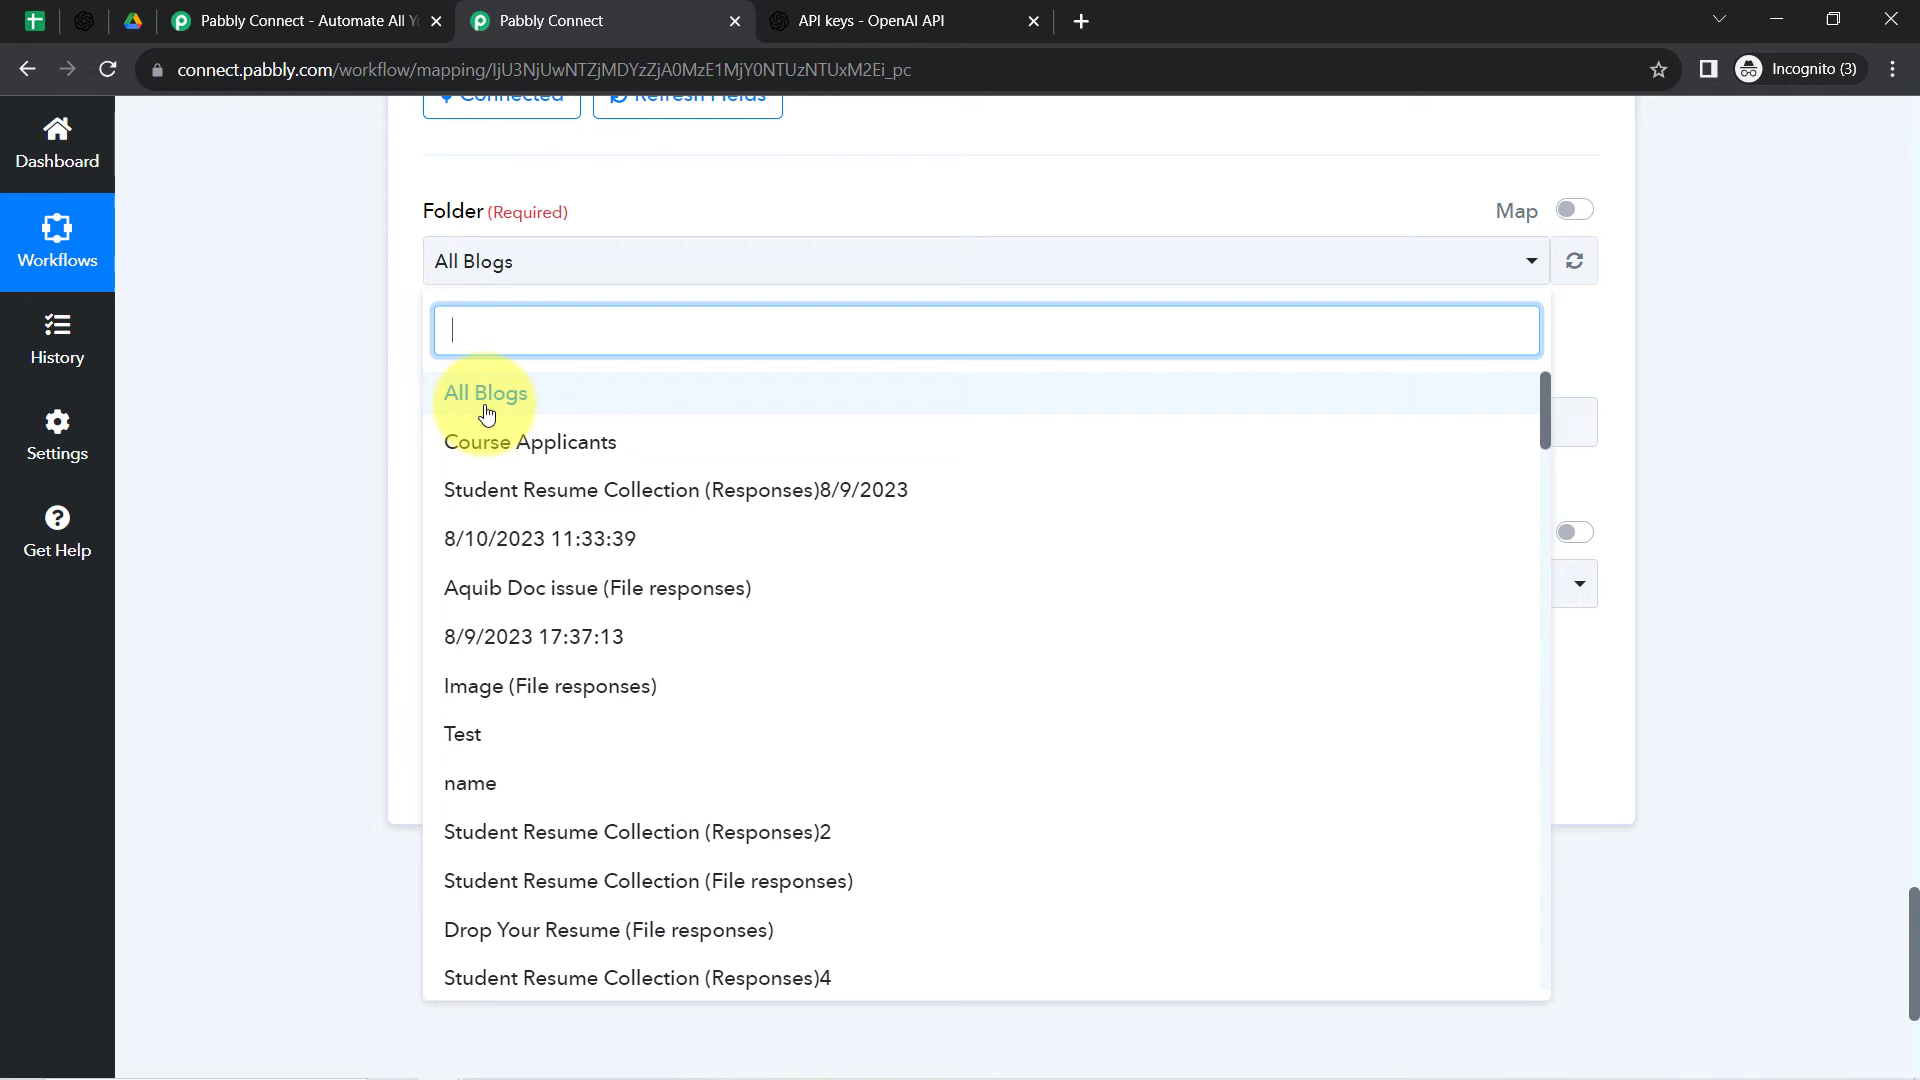 Pabbly Connect - Automate All Y
Pabbly Connect
API keys - OpenAI API
connect.pabbly.com/workflow/mapping/IjU3NjUwNTZjMDYzZjA0MzE1MjY0NTUzNTUxM2Ei_pc
Incognito (3)
Dashboard
Workflows
History
Settings
Get Help
Connected
Refresh Fields
Folder (Required)
Map
All Blogs
All Blogs
Course Applicants
Student Resume Collection (Responses)8/9/2023
8/10/2023 11:33:39
Aquib Doc issue (File responses)
8/9/2023 17:37:13
Image (File responses)
Test
name
Student Resume Collection (Responses)2
Student Resume Collection (File responses)
Drop Your Resume (File responses)
Student Resume Collection (Responses)4